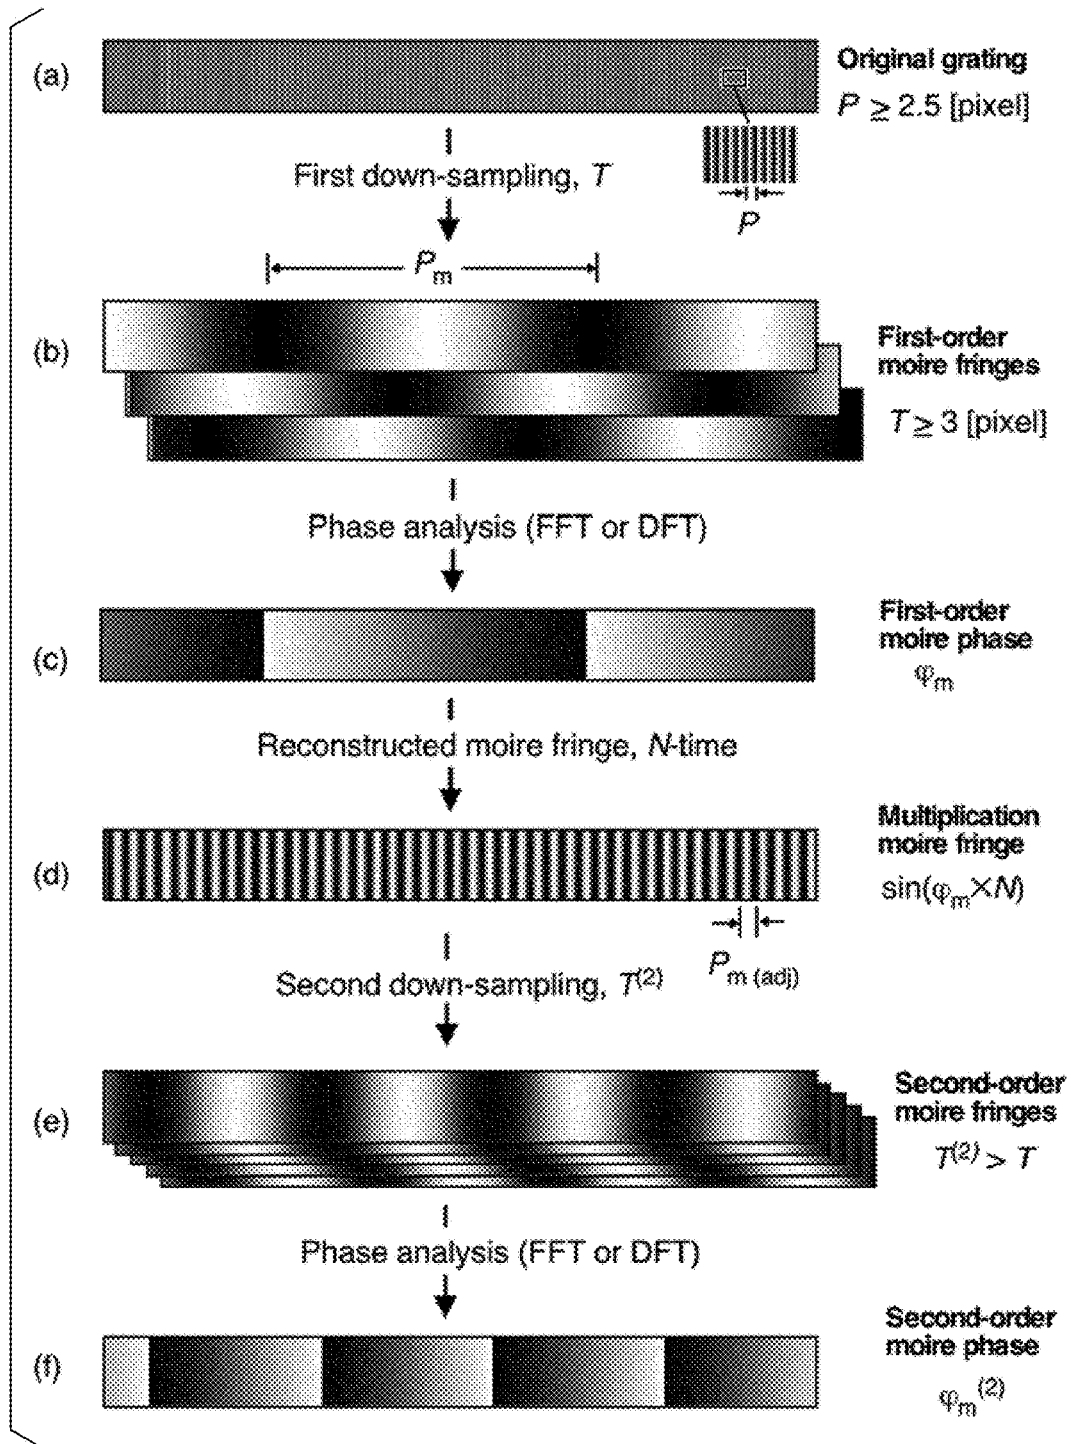 (a)
Original grating
P ≧ 2.5 [pixel]
First down-sampling, T
P
Pm
(b)
First-order
moire fringes
T ≥ 3 [pixel]
Phase analysis (FFT or DFT)
(c)
First-order
moire phase
φm
Reconstructed moire fringe, N-time
(d)
Multiplication
moire fringe
sin(φm×N)
Pm (adj)
Second down-sampling, T(2)
(e)
Second-order
moire fringes
T(2) > T
Phase analysis (FFT or DFT)
(f)
Second-order
moire phase
φm(2)